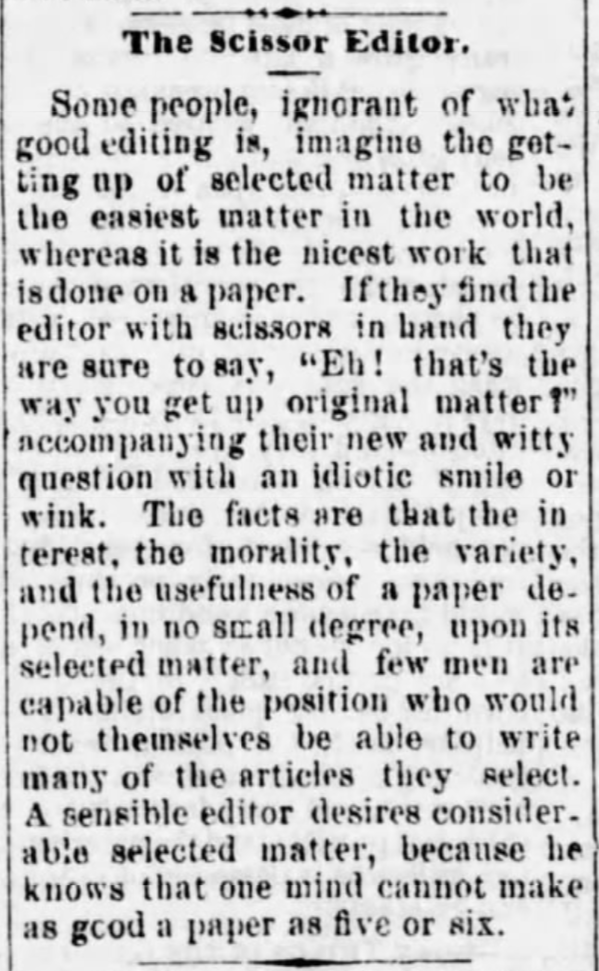 The Scissor Editor.
Some people, ignorant of what
good editing is, imagine the get-
ting up of selected matter to be
the easiest matter in the world,
whereas it is the nicest work that
is done on a paper. If they find the
editor with scissors in hand they
are sure to say, “Eh! that's the
way you get up original matter?”
accompanying their new and witty
question with an idiotic smile or
wink. The facts are that the in
terest, the morality, the variety,
and the usefulness of a paper de-
pend, in no small degree, upon its
selected matter, and few men are
capable of the position who would
not themselves be able to write
many of the articles they select.
A sensible editor desires consider-
able selected matter, because he
knows that one mind cannot make
as good a paper as five or six.